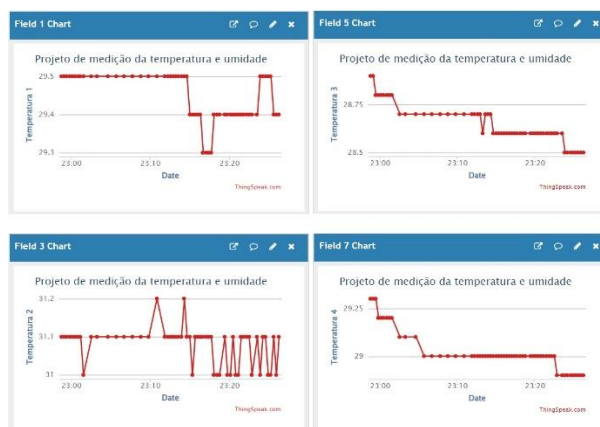 Field 1 Chart
Projeto de medição da temperatura e umidade
Temperatura 1
29.5
29.4
29.3
23:00
23:10
23:20
Date
ThingSpeak.com
Field 5 Chart
Projeto de medição da temperatura e umidade
Temperatura 3
28.75
28.5
23:00
23:10
23:20
Date
ThingSpeak.com
Field 3 Chart
Projeto de medição da temperatura e umidade
Temperatura 2
31.2
31.1
31
23:00
23:10
23:20
Date
ThingSpeak.com
Field 7 Chart
Projeto de medição da temperatura e umidade
Temperatura 4
29.25
29
23:00
23:10
23:20
Date
ThingSpeak.com